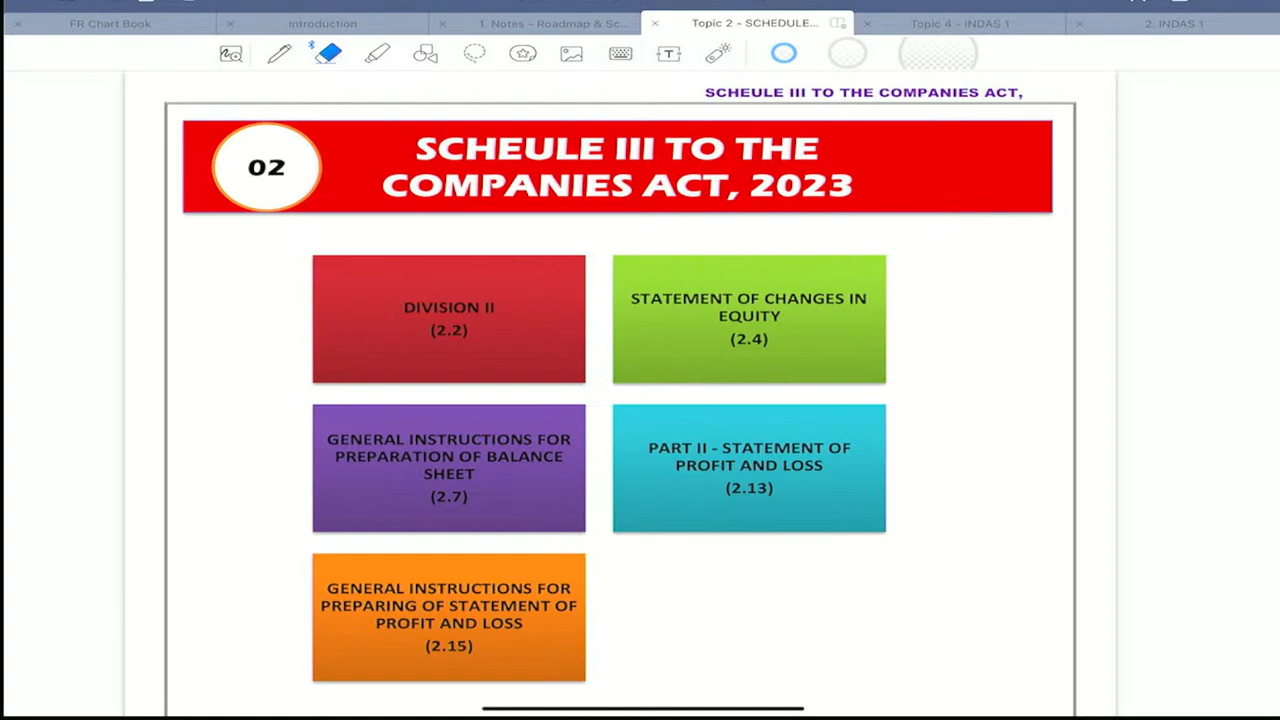 FR Chart Book
Introduction
1. Notes – Roadmap & Sc...
Topic 2 - SCHEDULE...
Topic 4 - INDAS 1
2. INDAS 1
SCHEULE III TO THE COMPANIES ACT,
02
SCHEULE III TO THE
COMPANIES ACT, 2023
DIVISION II
(2.2)
STATEMENT OF CHANGES IN
EQUITY
(2.4)
GENERAL INSTRUCTIONS FOR
PREPARATION OF BALANCE
SHEET
(2.7)
PART II - STATEMENT OF
PROFIT AND LOSS
(2.13)
GENERAL INSTRUCTIONS FOR
PREPARING OF STATEMENT OF
PROFIT AND LOSS
(2.15)